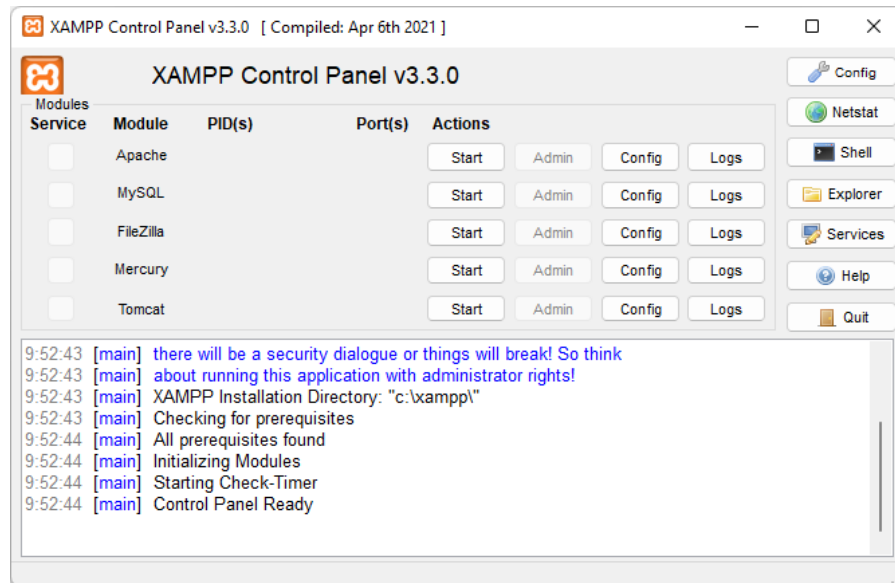 XAMPP Control Panel v3.3.0 [ Compiled: Apr 6th 2021 ]
XAMPP Control Panel v3.3.0
Config
Modules
Service Module PID(s) Port(s) Actions
Netstat
Apache Start Admin Config Logs
Shell
MySQL Start Admin Config Logs
Explorer
FileZilla Start Admin Config Logs
Services
Mercury Start Admin Config Logs
Help
Tomcat Start Admin Config Logs
Quit
9:52:43 [main] there will be a security dialogue or things will break! So think
9:52:43 [main] about running this application with administrator rights!
9:52:43 [main] XAMPP Installation Directory: "c:\xampp\"
9:52:43 [main] Checking for prerequisites
9:52:44 [main] All prerequisites found
9:52:44 [main] Initializing Modules
9:52:44 [main] Starting Check-Timer
9:52:44 [main] Control Panel Ready